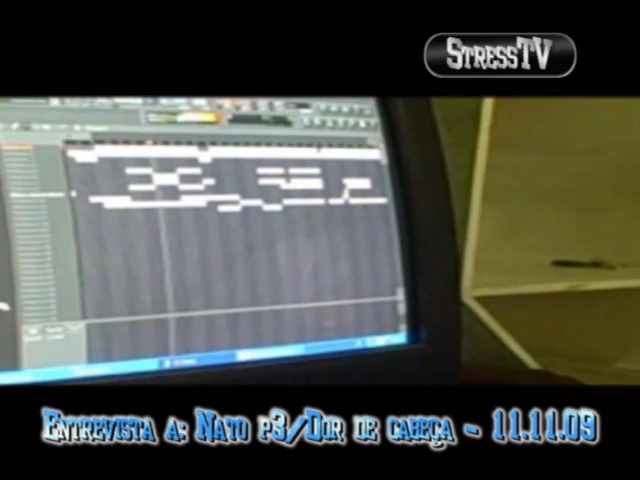 StressTV
Entrevista a: Nato p3/Dor de cabeça - 11.11.09